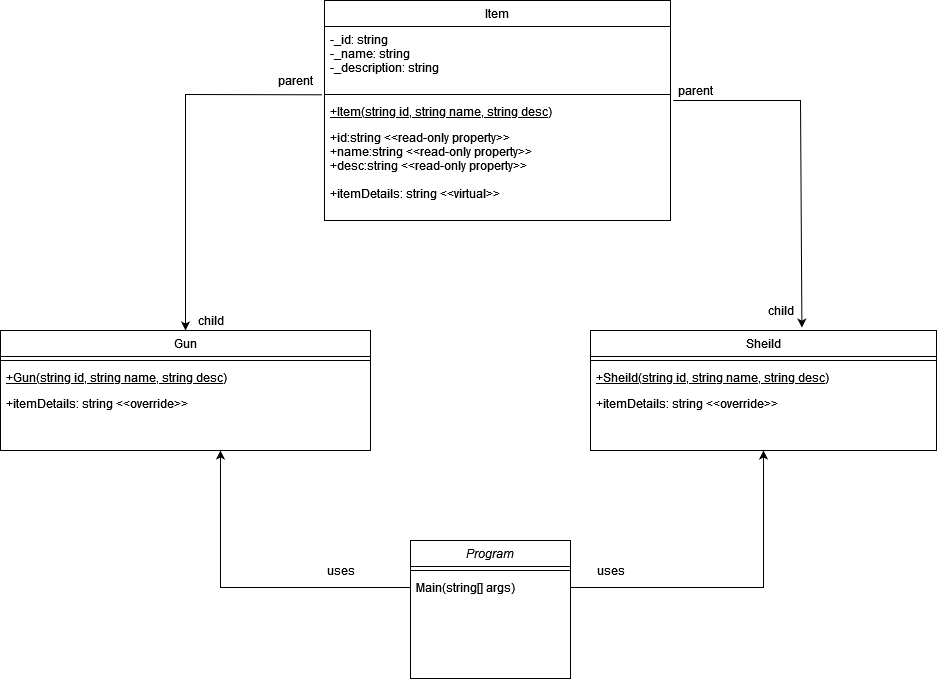 Item
-_id: string
-_name: string
-_description: string
parent
parent
+Item(string id, string name, string desc)
+id:string <<read-only property>>
+name:string <<read-only property>>
+desc:string <<read-only property>>
+itemDetails: string <<virtual>>
child
child
Gun
+Gun(string id, string name, string desc)
+itemDetails: string <<override>>
Sheild
+Sheild(string id, string name, string desc)
+itemDetails: string <<override>>
Program
uses
uses
Main(string[] args)